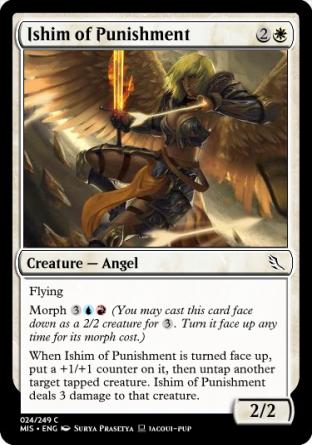 Ishim of Punishment 2
Creature — Angel
Flying
Morph 3 (You may cast this card face
down as a 2/2 creature for 3. Turn it face up any
time for its morph cost.)
When Ishim of Punishment is turned face up,
put a +1/+1 counter on it, then untap another
target tapped creature. Ishim of Punishment
deals 3 damage to that creature.
024/249 C
MIS • ENG SURYA PRASETYA IACOUI-PUP
2/2